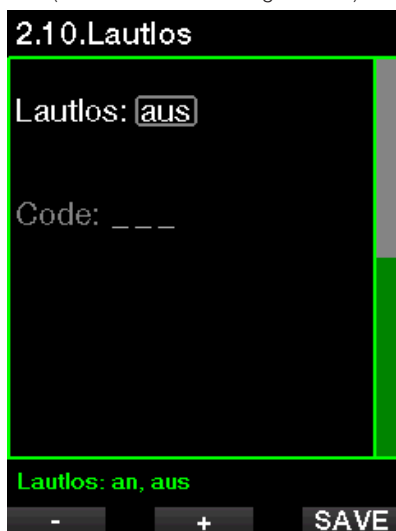 2.10.Lautlos
Lautlos: aus
Code: _ _ _
Lautlos: an, aus
- + SAVE